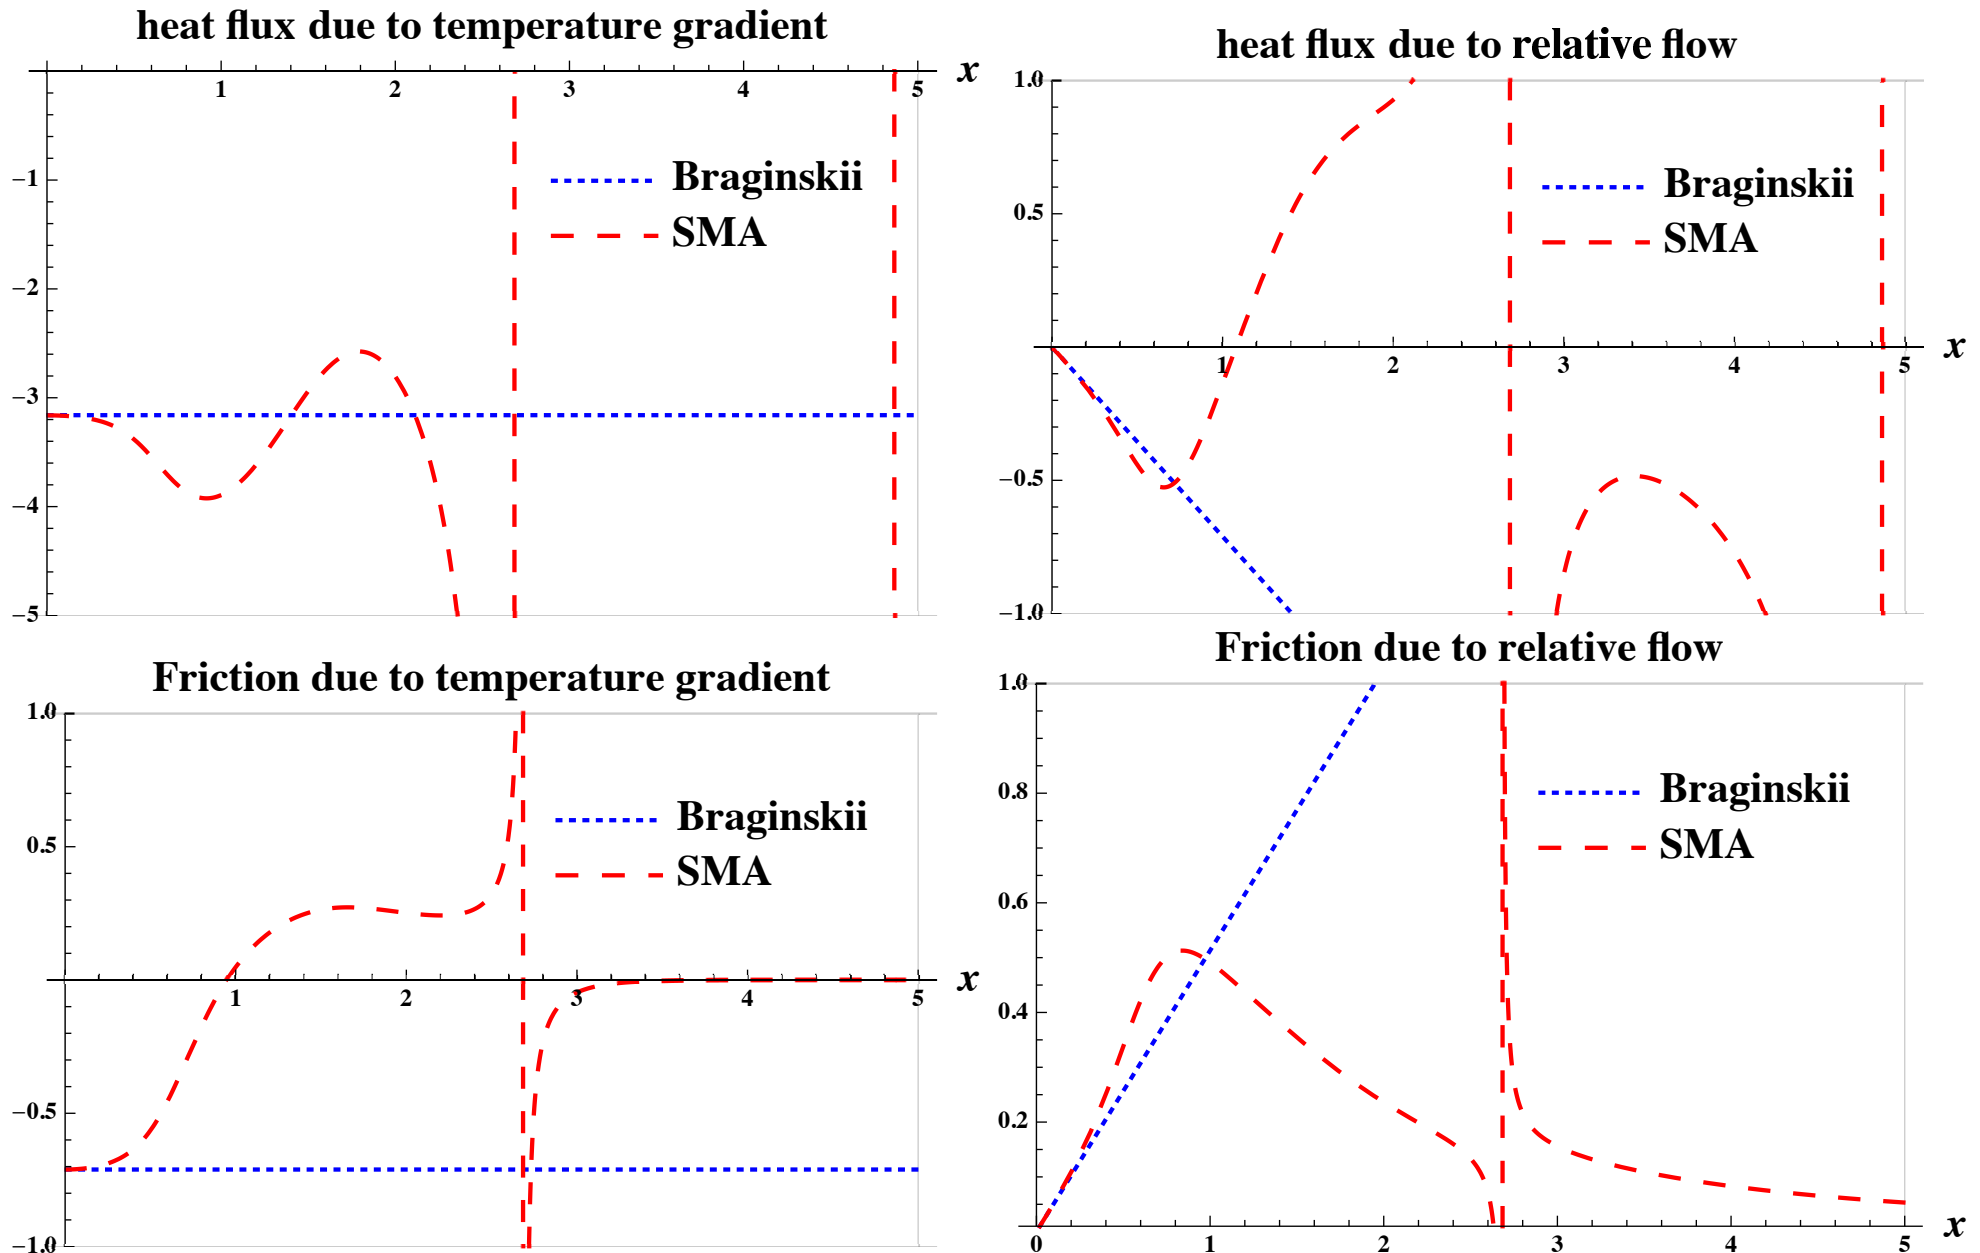 heat flux due to temperature gradient
x
1 2 3 4 5
−1
−2
−3
−4
−5
Braginskii
SMA
heat flux due to relative flow
1.0
0.5
−0.5
−1.0
1 2 3 4 5
x
Braginskii
SMA
Friction due to temperature gradient
1.0
0.5
−0.5
−1.0
1 2 3 4 5
x
Braginskii
SMA
Friction due to relative flow
1.0
0.8
0.6
0.4
0.2
0 1 2 3 4 5
x
Braginskii
SMA